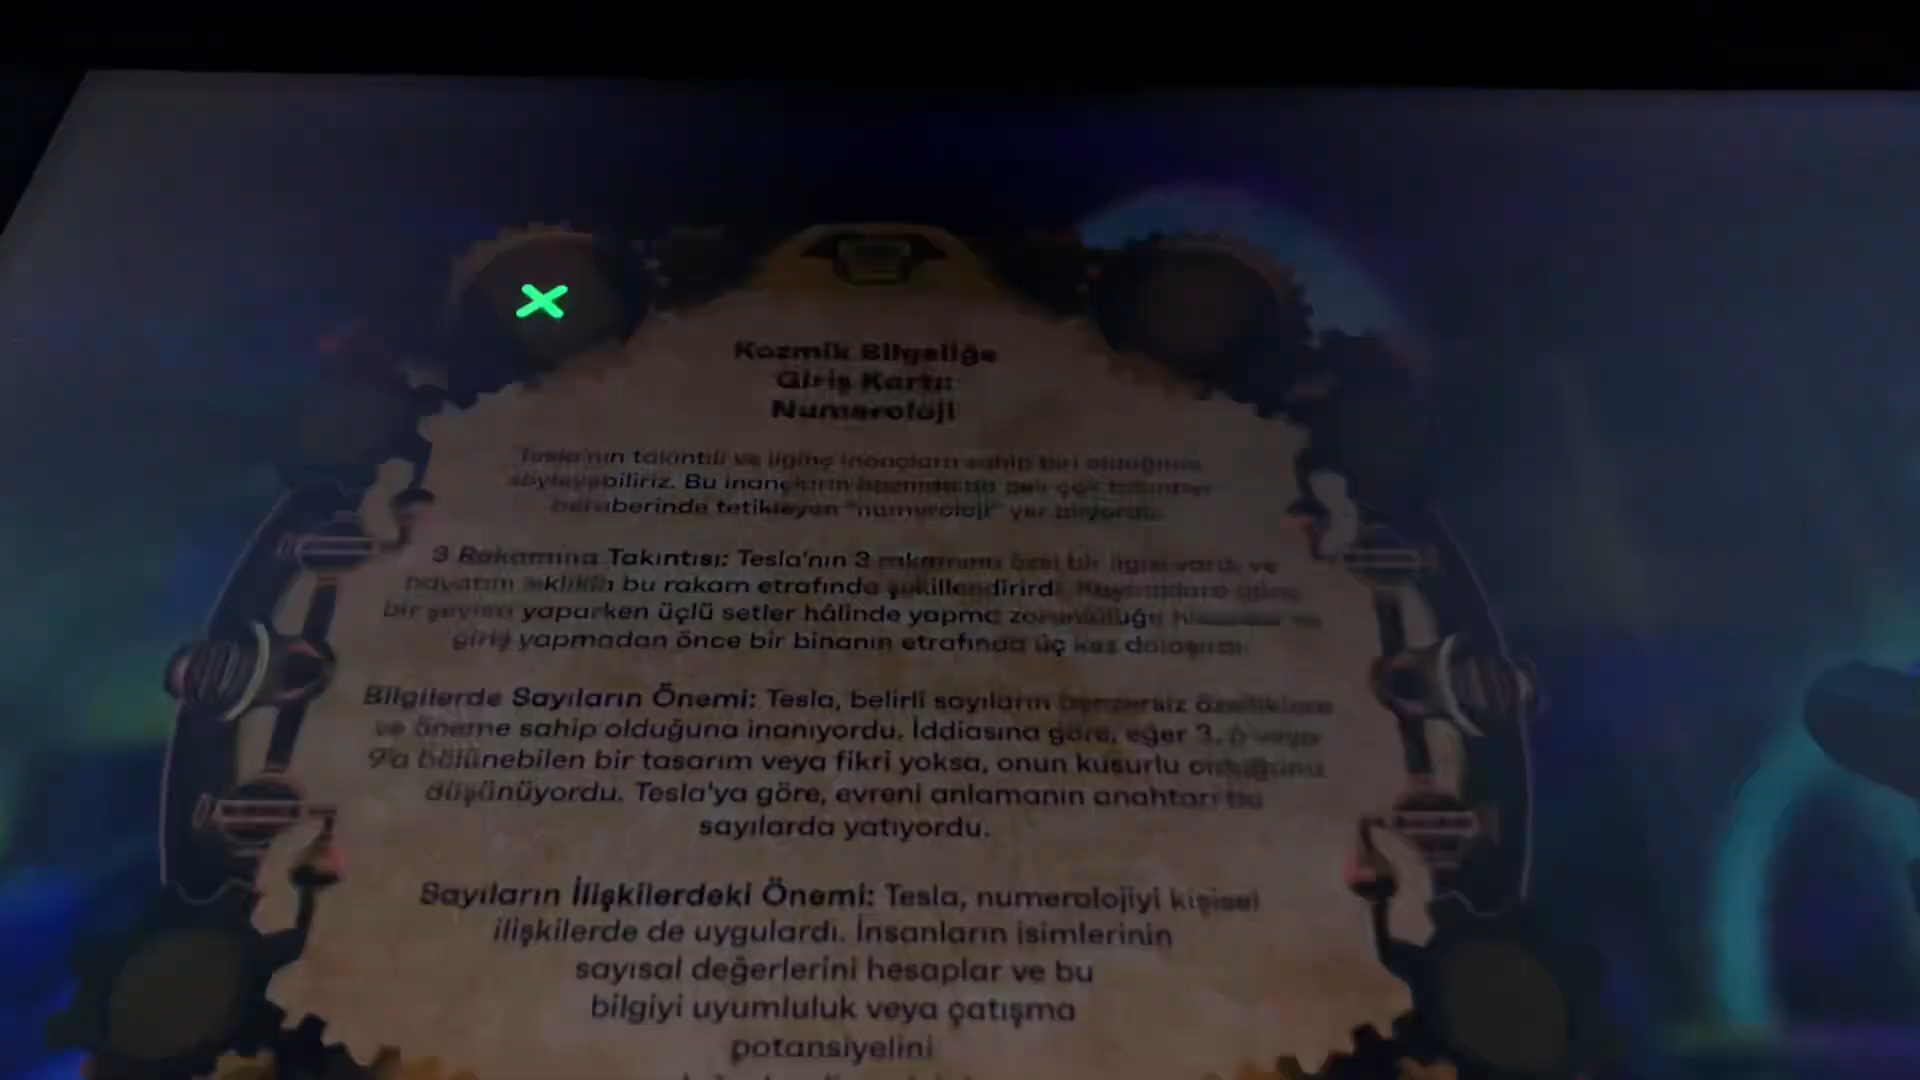 Kozmik Bilgeliğe
Giriş Kartı:
Numeroloji
Tesla'nın takıntılı ve ilginç inançlara sahip biri olduğunu
söyleyebiliriz. Bu inançların pek çok
beraberinde tetikleyen "numeroloji" yer alıyordu.
3 Rakamına Takıntısı: Tesla'nın 3 rakamına özel bir ilgisi vardı ve
hayatını sıklıkla bu rakam etrafında şekillendirirdi.
bir şeyler yaparken üçlü setler hâlinde yapma zorunluluğu
giriş yapmadan önce bir binanın etrafında üç kez dolaşırdı.
Bilgilerde Sayıların Önemi: Tesla, belirli sayıların benzersiz özelliklere
ve öneme sahip olduğuna inanıyordu. İddiasına göre, eğer 3, 6 veya
9'a bölünebilen bir tasarım veya fikri yoksa, onun kusurlu olduğunu
düşünüyordu. Tesla'ya göre, evreni anlamanın anahtarı bu
sayılarda yatıyordu.
Sayıların İlişkilerdeki Önemi: Tesla, numerolojiyi kişisel
ilişkilerde de uygulardı. İnsanların isimlerinin
sayısal değerlerini hesaplar ve bu
bilgiyi uyumluluk veya çatışma
potansiyelini